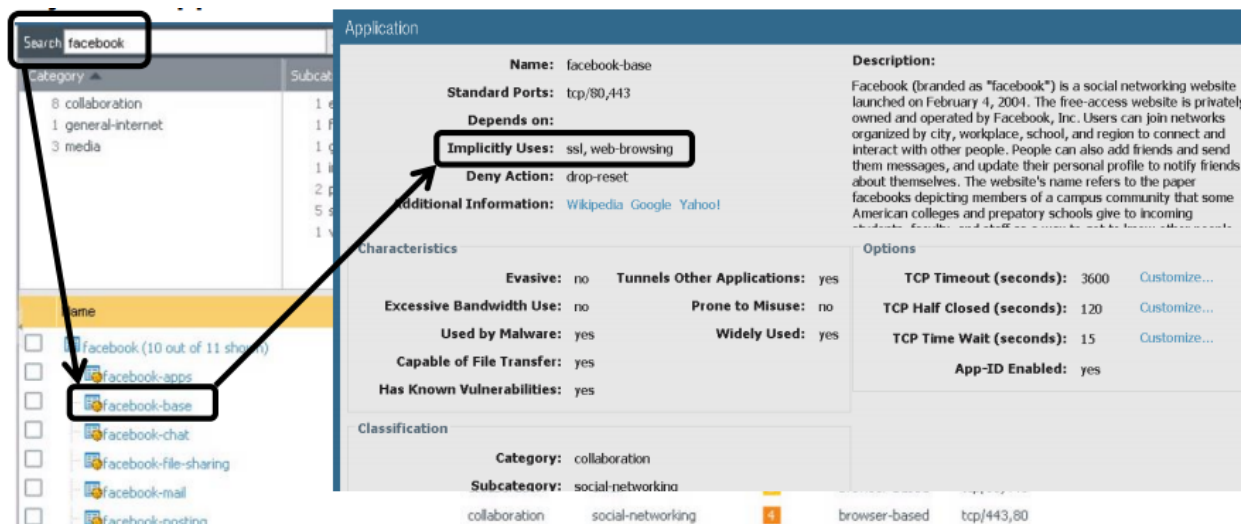 Search facebook
Category
Subcat
8 collaboration
1 general-internet
3 media
Name
facebook (10 out of 11 shown)
facebook-apps
facebook-base
facebook-chat
facebook-file-sharing
facebook-mail
facebook-posting
Application
Name: facebook-base
Standard Ports: tcp/80,443
Depends on:
Implicitly Uses: ssl, web-browsing
Deny Action: drop-reset
Additional Information: Wikipedia Google Yahoo!
Description:
Facebook (branded as "facebook") is a social networking website
launched on February 4, 2004. The free-access website is privately
owned and operated by Facebook, Inc. Users can join networks
organized by city, workplace, school, and region to connect and
interact with other people. People can also add friends and send
them messages, and update their personal profile to notify friends
about themselves. The website's name refers to the paper
facebooks depicting members of a campus community that some
American colleges and prepatory schools give to incoming
Characteristics
Evasive: no Tunnels Other Applications: yes
Excessive Bandwidth Use: no Prone to Misuse: no
Used by Malware: yes Widely Used: yes
Capable of File Transfer: yes
Has Known Vulnerabilities: yes
Options
TCP Timeout (seconds): 3600 Customize...
TCP Half Closed (seconds): 120 Customize...
TCP Time Wait (seconds): 15 Customize...
App-ID Enabled: yes
Classification
Category: collaboration
Subcategory: social-networking
collaboration social-networking 4 browser-based tcp/443,80